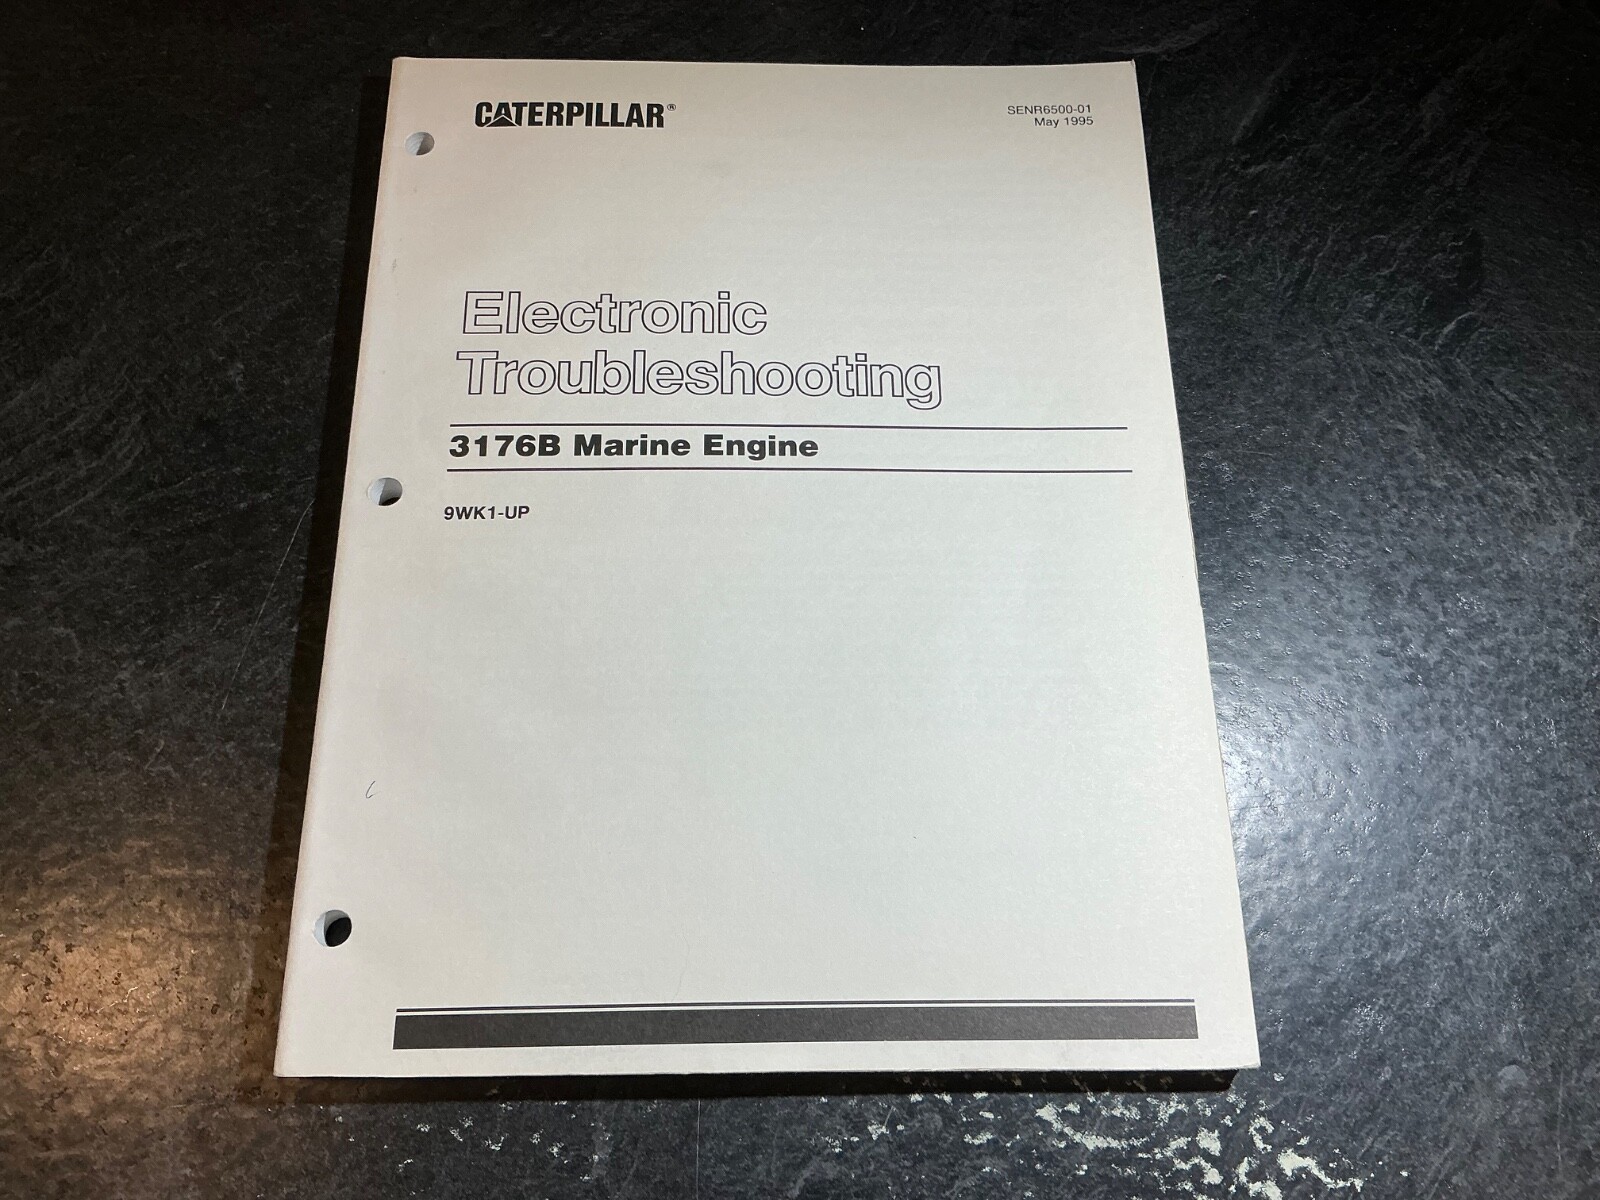 CATERPILLAR®
SENR6500-01
May 1995
Electronic
Troubleshooting
3176B Marine Engine
9WK1-UP